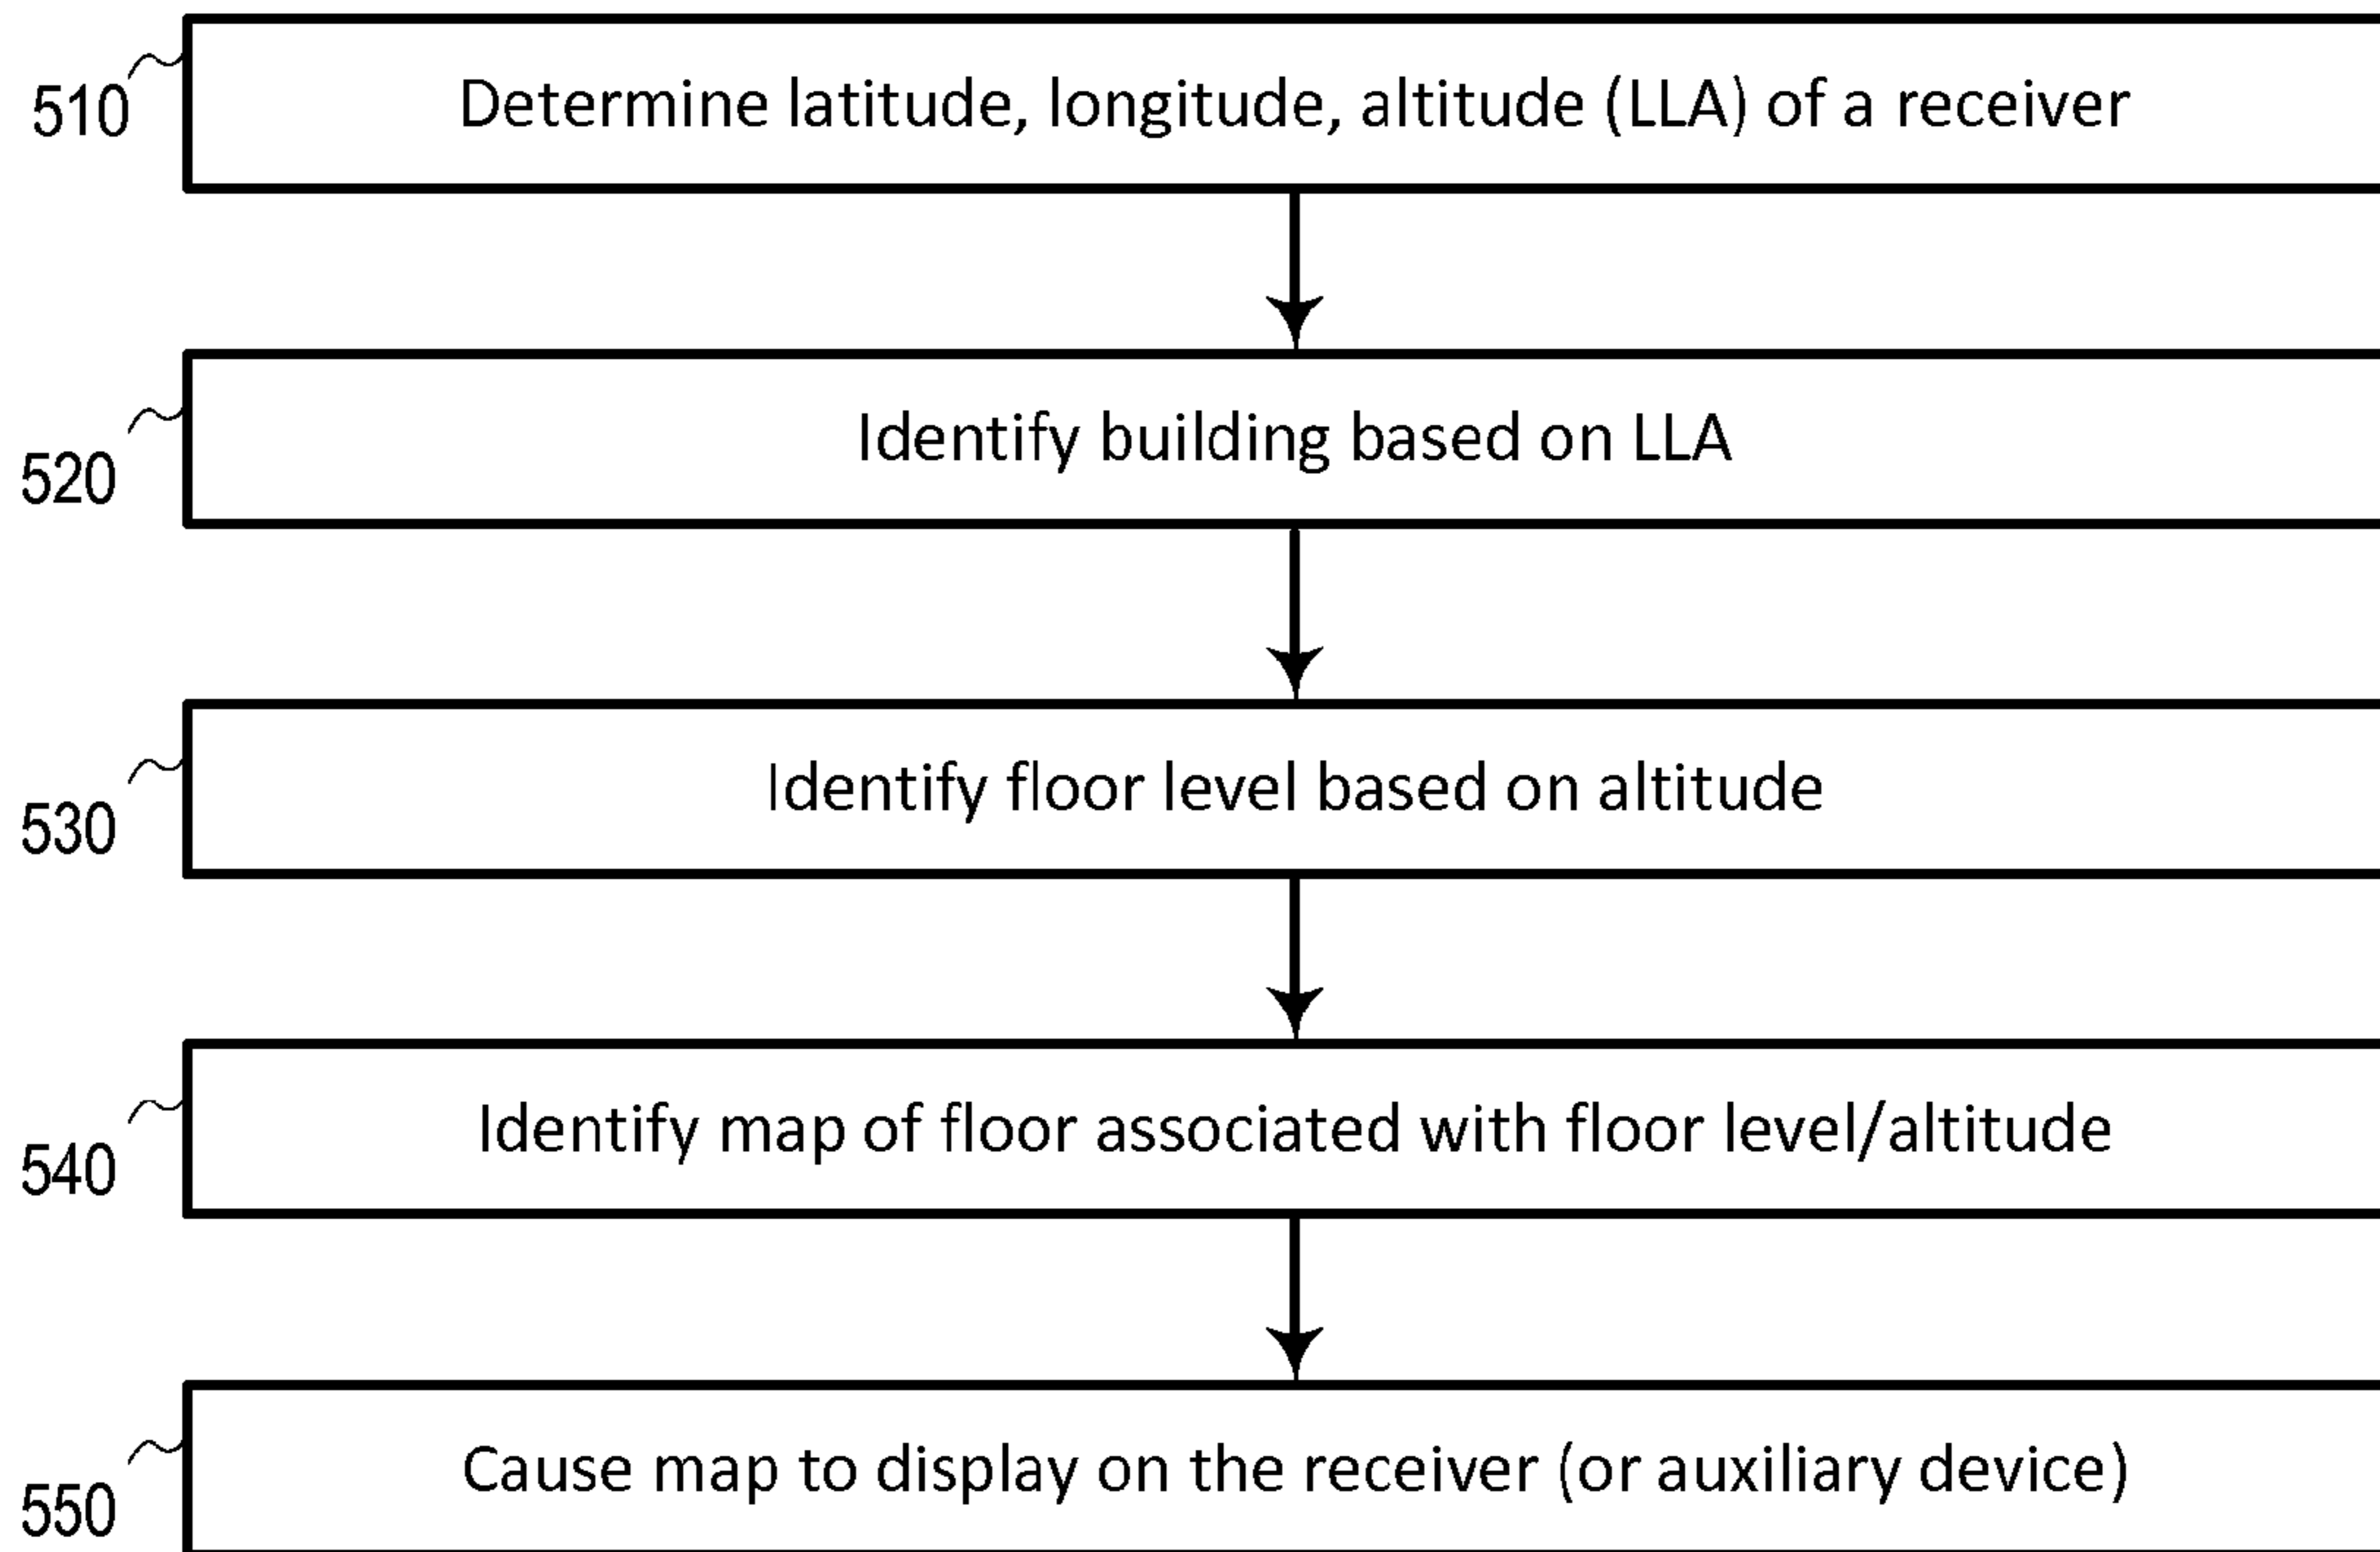 510
Determine latitude, longitude, altitude (LLA) of a receiver
520
Identify building based on LLA
530
Identify floor level based on altitude
540
Identify map of floor associated with floor level/altitude
550
Cause map to display on the receiver (or auxiliary device)